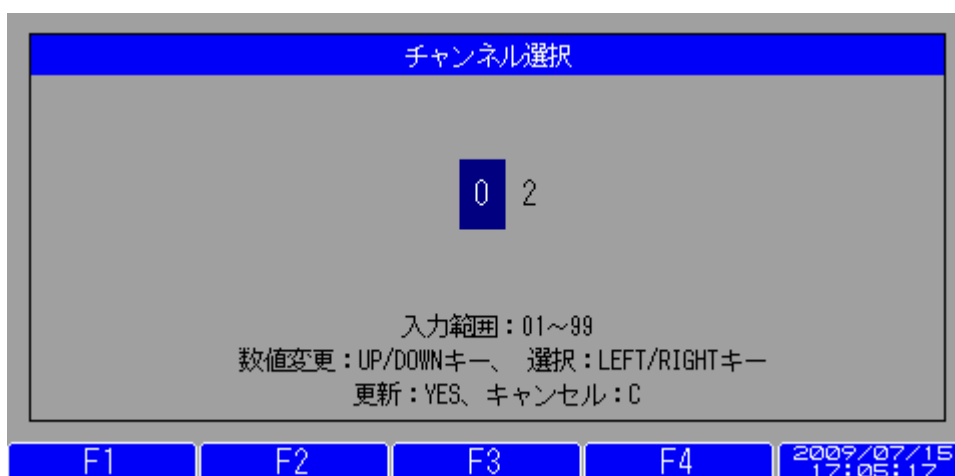 チャンネル選択
0 2
入力範囲：01～99
数値変更：UP/DOWNキー、 選択：LEFT/RIGHTキー
更新：YES、キャンセル：C
F1 F2 F3 F4 2009/07/15
17:05:17